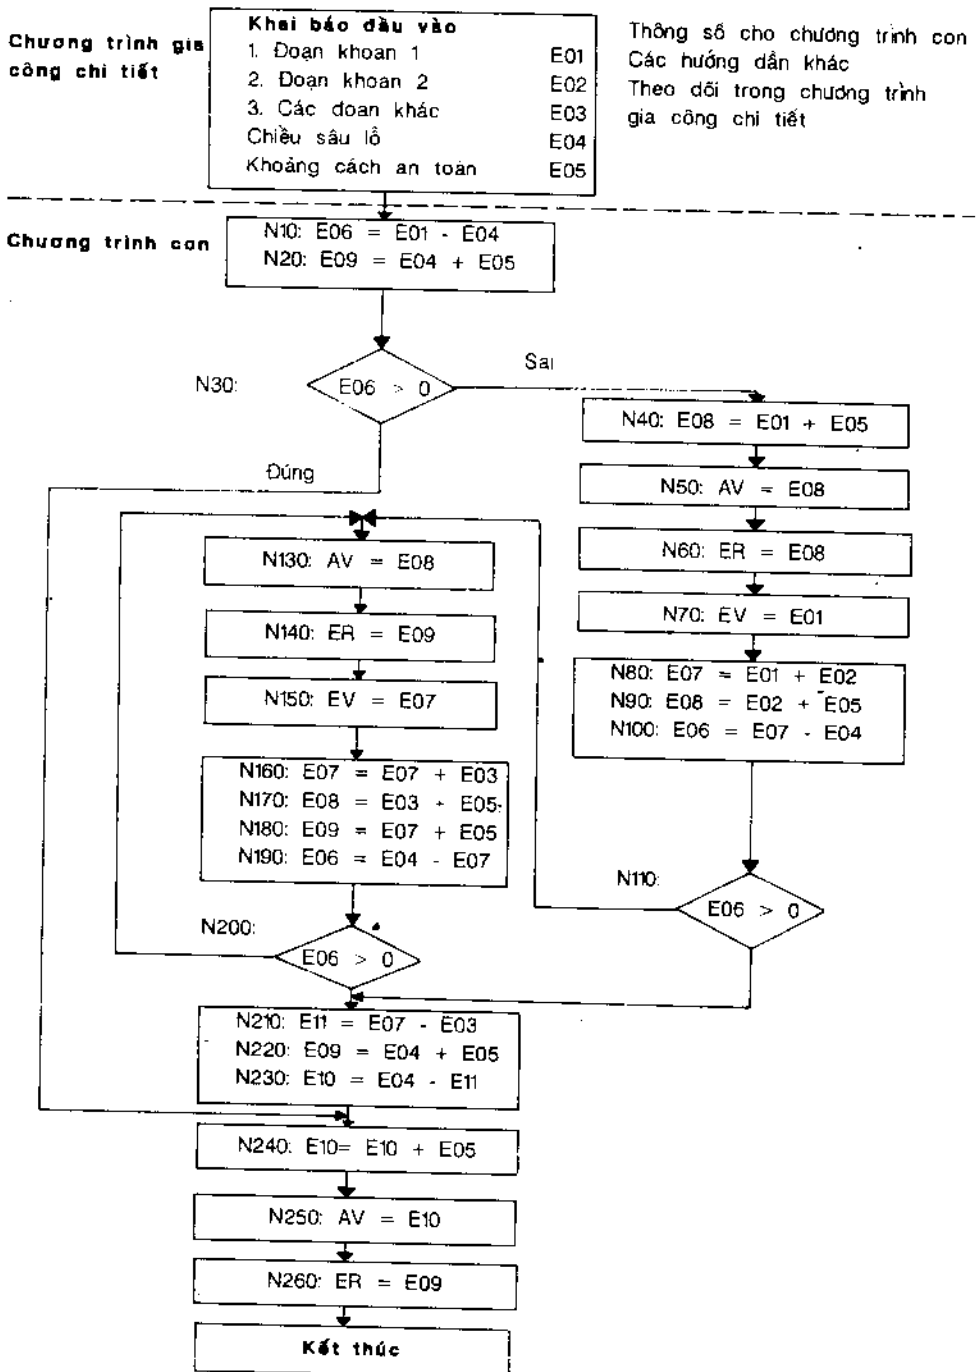 Chương trình gia
công chi tiết
Khai báo đầu vào
1. Đoạn khoan 1 E01
2. Đoạn khoan 2 E02
3. Các đoan khác E03
Chiều sâu lỗ E04
Khoảng cách an toàn E05
Thông số cho chương trình con
Các hướng dẫn khác
Theo dõi trong chương trình
gia công chi tiết
Chương trình con
N10: E06 = E01 - E04
N20: E09 = E04 + E05
N30:
E06 > 0
Sai
Đúng
N40: E08 = E01 + E05
N50: AV = E08
N60: ER = E08
N70: EV = E01
N80: E07 = E01 + E02
N90: E08 = E02 + E05
N100: E06 = E07 - E04
N110:
E06 > 0
N130: AV = E08
N140: ER = E09
N150: EV = E07
N160: E07 = E07 + E03
N170: E08 = E03 + E05
N180: E09 = E07 + E05
N190: E06 = E04 - E07
N200:
E06 > 0
N210: E11 = E07 - E03
N220: E09 = E04 + E05
N230: E10 = E04 - E11
N240: E10= E10 + E05
N250: AV = E10
N260: ER = E09
Kết thúc